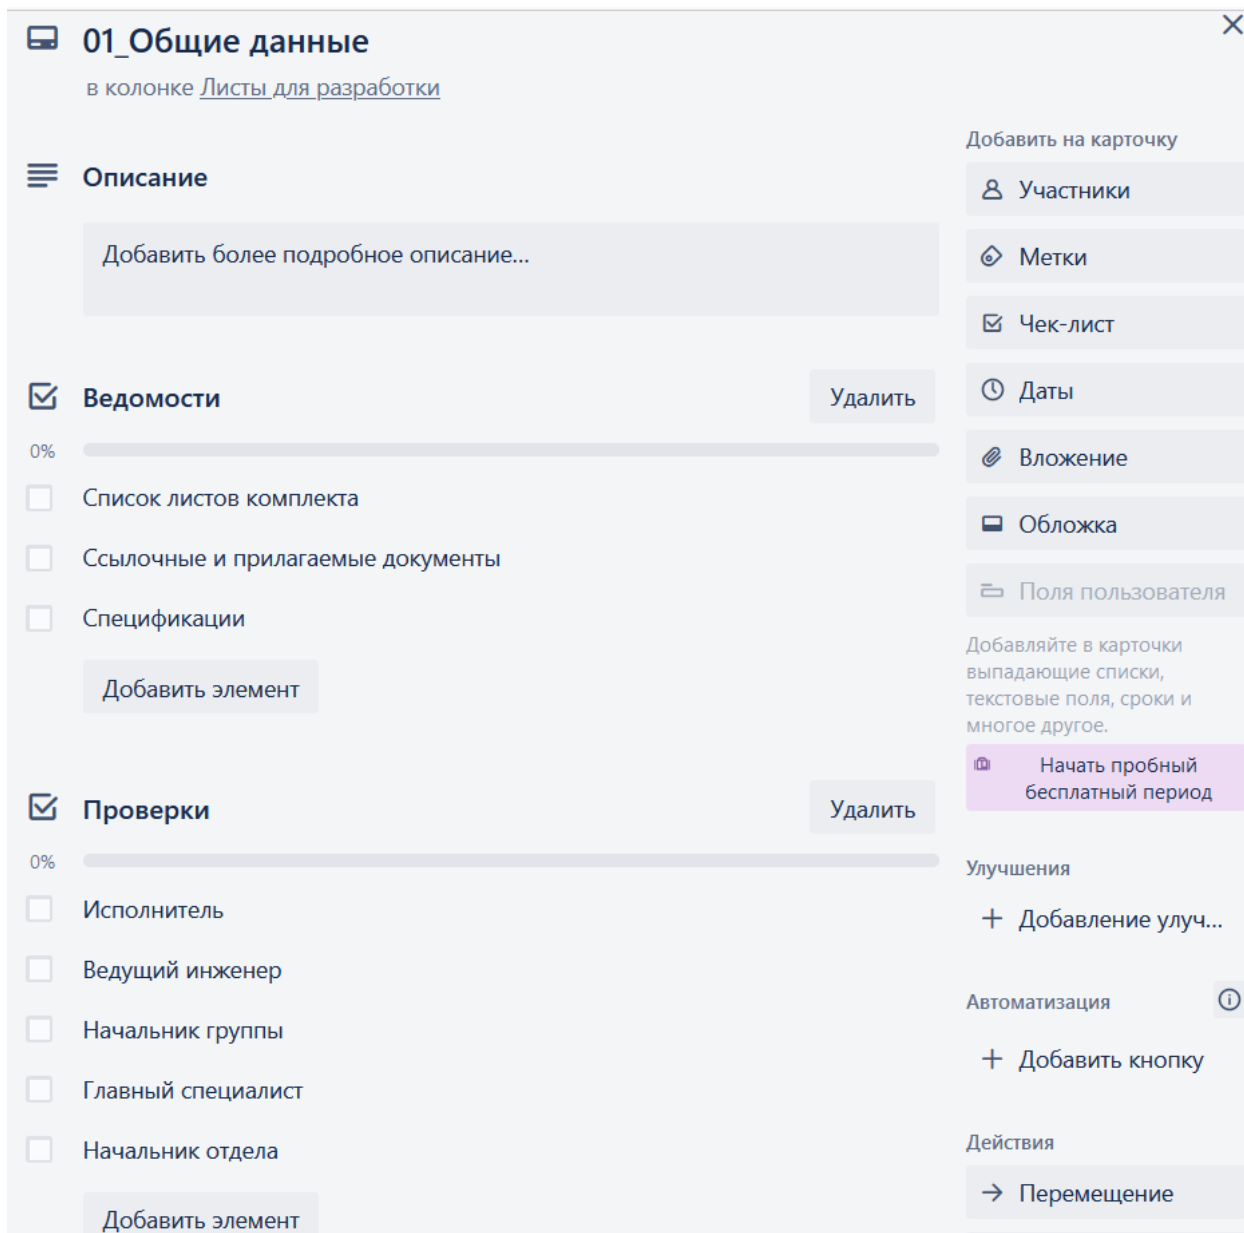 01_Общие данные
в колонке Листы для разработки
Описание
Добавить более подробное описание...
Ведомости
Удалить
0%
Список листов комплекта
Ссылочные и прилагаемые документы
Спецификации
Добавить элемент
Проверки
Удалить
0%
Исполнитель
Ведущий инженер
Начальник группы
Главный специалист
Начальник отдела
Добавить элемент
Добавить на карточку
Участники
Метки
Чек-лист
Даты
Вложение
Обложка
Поля пользователя
Добавляйте в карточки
выпадающие списки,
текстовые поля, сроки и
многое другое.
Начать пробный
бесплатный период
Улучшения
+ Добавление улуч...
Автоматизация
+ Добавить кнопку
Действия
→ Перемещение